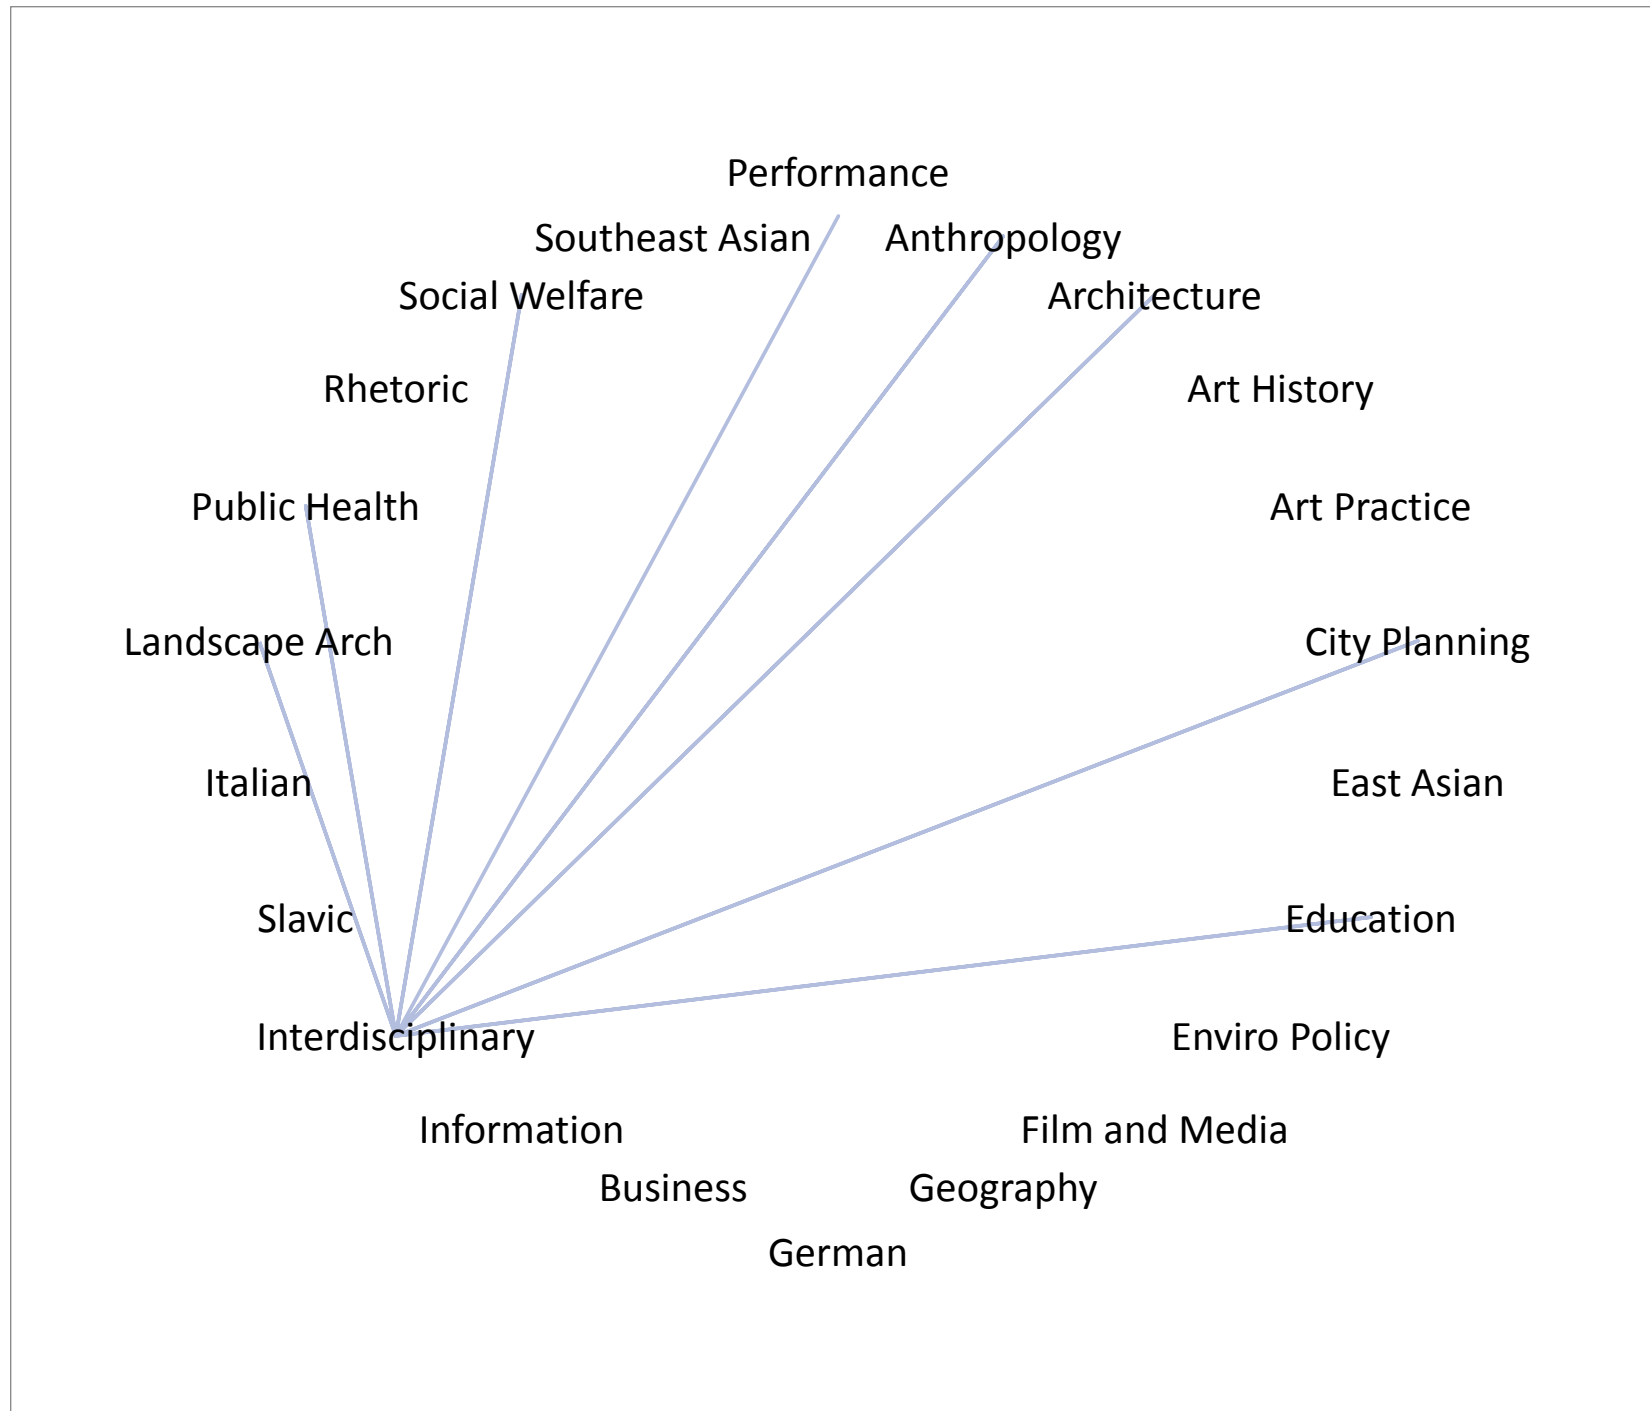 Performance
Southeast Asian
Anthropology
Social Welfare
Architecture
Rhetoric
Art History
Public Health
Art Practice
Landscape Arch
City Planning
Italian
East Asian
Slavic
Education
Interdisciplinary
Enviro Policy
Information
Film and Media
Business
Geography
German